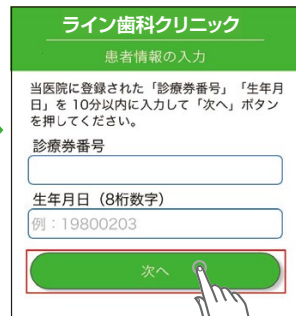 ライン歯科クリニック
患者情報の入力
当医院に登録された「診療券番号」「生年月
日」を 10分以内に入力して「次へ」ボタン
を押してください。
診療券番号
生年月日（8桁数字）
例：19800203
次へ